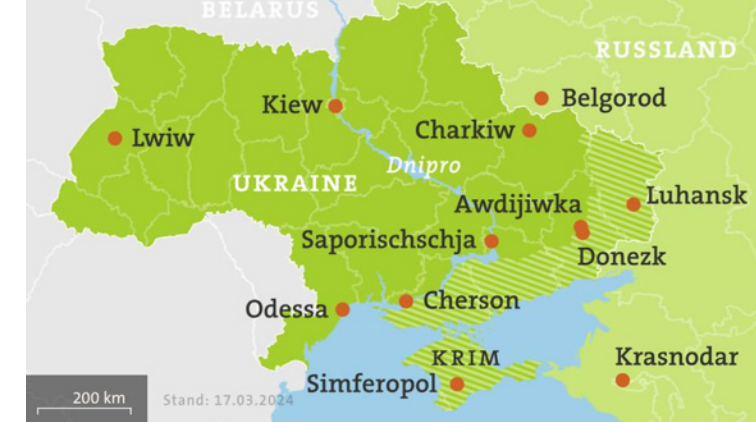 BELARUS
RUSSLAND
Kiew
Belgorod
Lwiw
Charkiw
Dnipro
UKRAINE
Luhansk
Awdijiwka
Saporischschja
Donezk
Cherson
Odessa
KRIM
Krasnodar
Simferopol
200 km
Stand: 17.03.2024